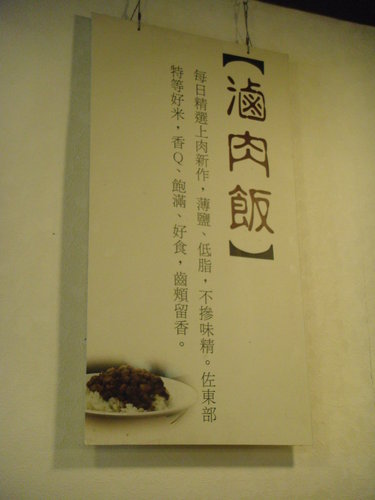 【滷肉飯】
每日精選上肉新作,薄鹽、低脂,不摻味精。佐東部
特等好米,香Q、飽滿、好食,齒頰留香。